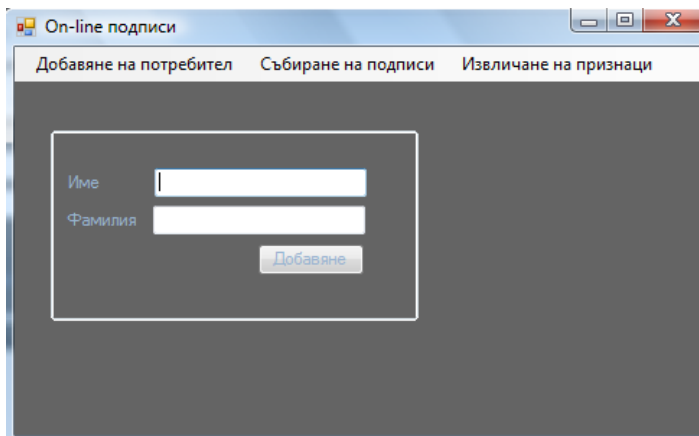 On-line подписи
Добавяне на потребител Събиране на подписи Извличане на признаци
Име
Фамилия
Добавяне